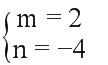 m = 2
n = −4